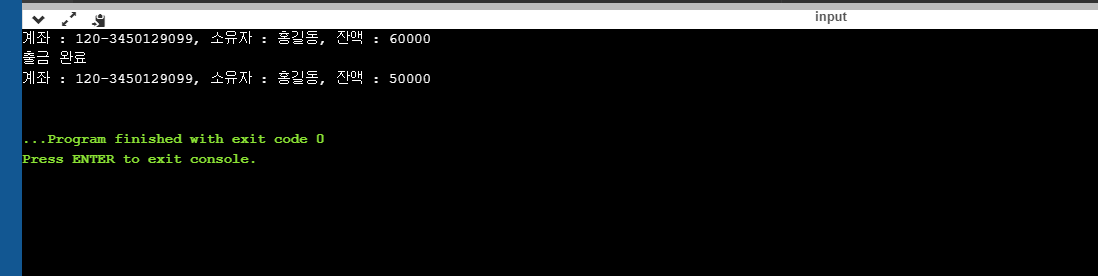 input
계좌 : 120-3450129099, 소유자 : 홍길동, 잔액 : 60000
출금 완료
계좌 : 120-3450129099, 소유자 : 홍길동, 잔액 : 50000
...Program finished with exit code 0
Press ENTER to exit console.